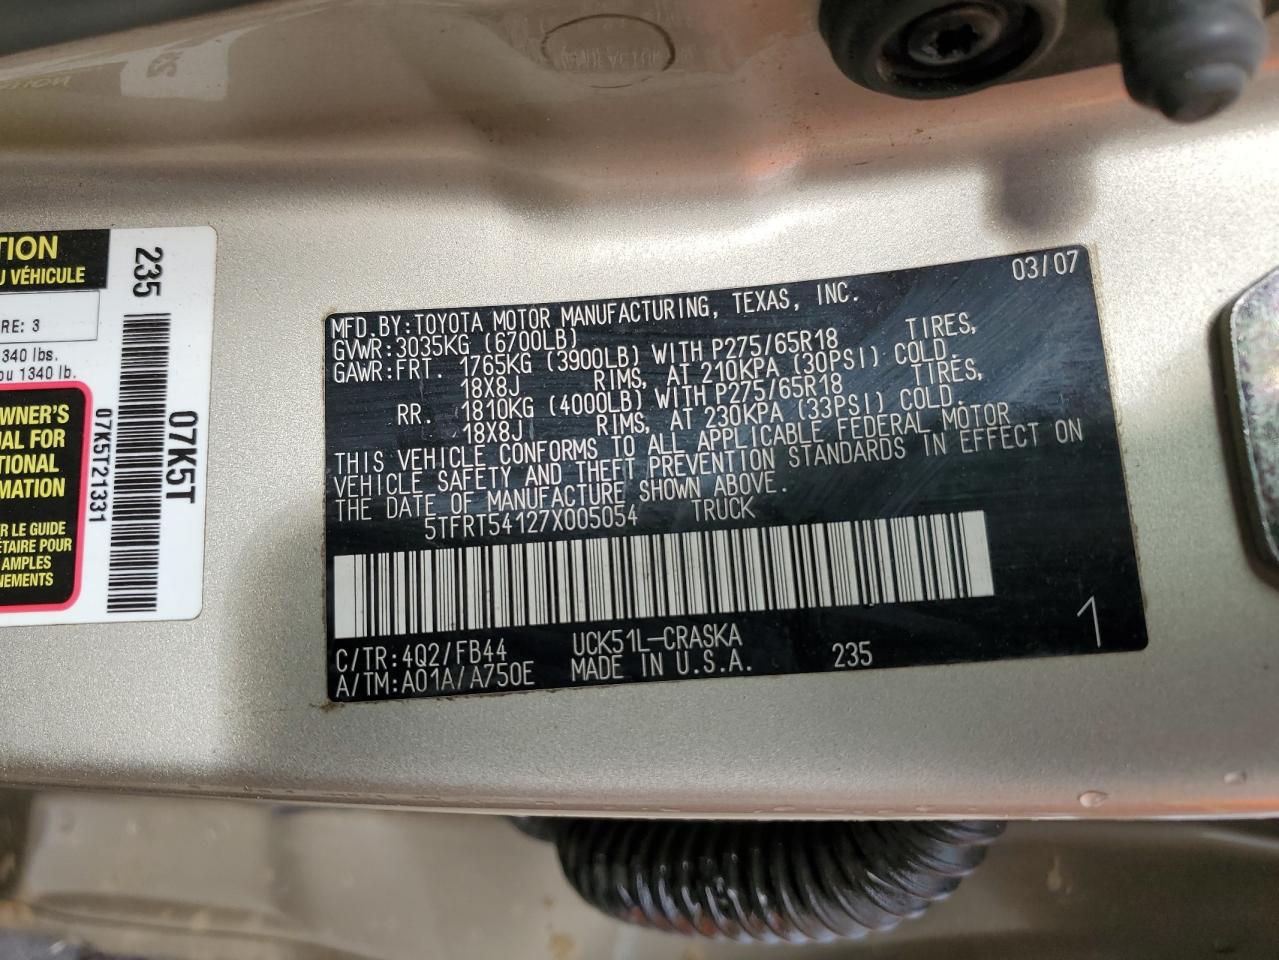 TION
U VÉHICULE
RE: 3
1340 lbs.
ou 1340 lb.
WNER'S
UAL FOR
TIONAL
MATION
R LE GUIDE
ÉTAIRE POUR
AMPLES
NEMENTS
235
07K5T
07K5T21331
03/07
MFD.BY:TOYOTA MOTOR MANUFACTURING, TEXAS, INC.
GVWR:3035KG (6700LB)
GAWR:FRT. 1765KG (3900LB) WITH P275/65R18 TIRES,
18X8J RIMS, AT 210KPA (30PSI) COLD.
RR. 1810KG (4000LB) WITH P275/65R18 TIRES,
18X8J RIMS, AT 230KPA (33PSI) COLD.
THIS VEHICLE CONFORMS TO ALL APPLICABLE FEDERAL MOTOR
VEHICLE SAFETY AND THEFT PREVENTION STANDARDS IN EFFECT ON
THE DATE OF MANUFACTURE SHOWN ABOVE.
5TFRT54127X005054 TRUCK
C/TR:4Q2/FB44 UCK51L-CRASKA
A/TM:A01A/A750E MADE IN U.S.A. 235
1